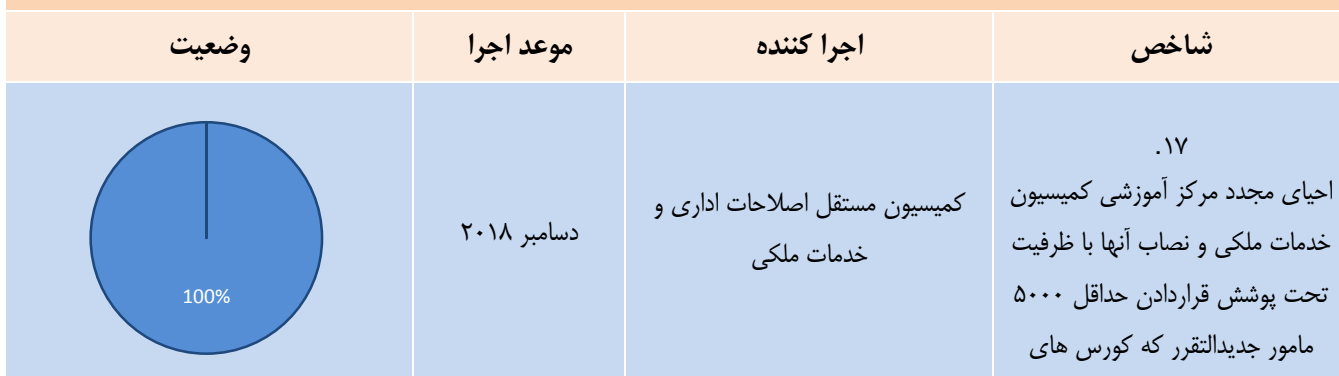 شاخص
اجرا کننده
موعد اجرا
وضعیت
۱۷.
احیای مجدد مرکز آموزشی کمیسیون
خدمات ملکی و نصاب آنها با ظرفیت
تحت پوشش قراردادن حداقل ۵۰۰۰
مامور جدیدالتقرر که کورس های
کمیسیون مستقل اصلاحات اداری و
خدمات ملکی
دسامبر ۲۰۱۸
100%